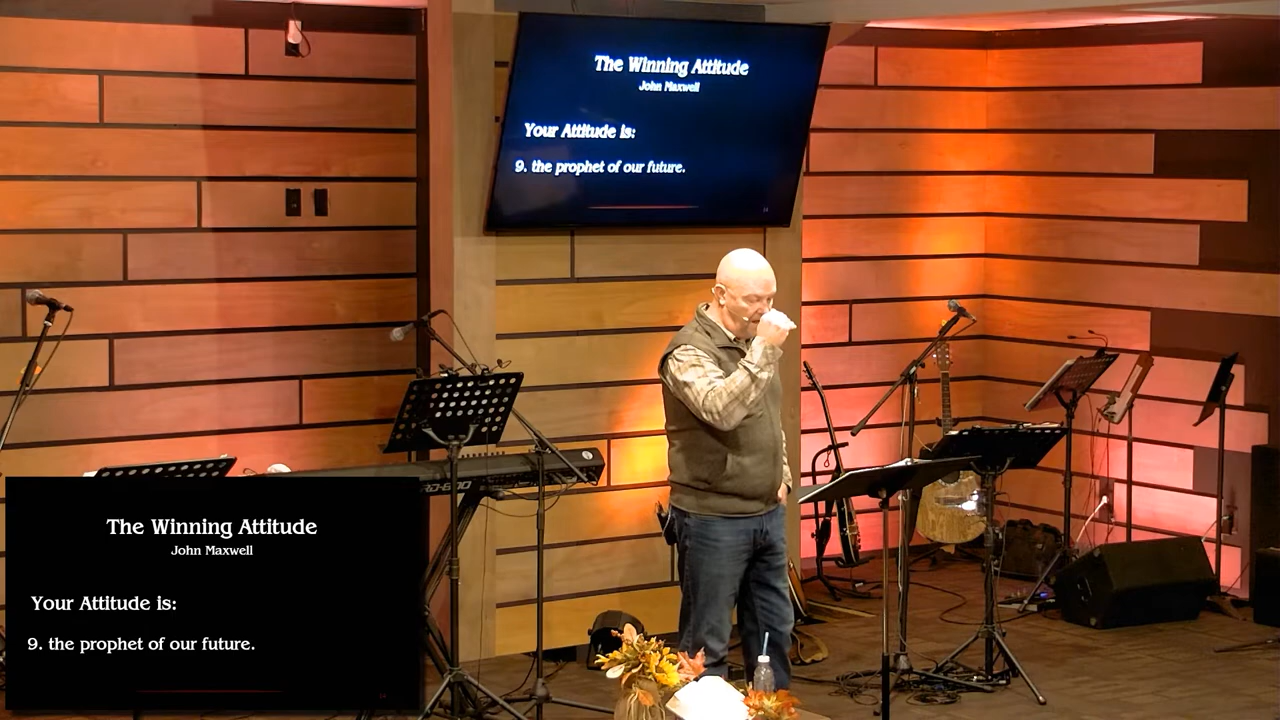 The Winning Attitude
John Maxwell
Your Attitude is:
9. the prophet of our future.
The Winning Attitude
John Maxwell
Your Attitude is:
9. the prophet of our future.